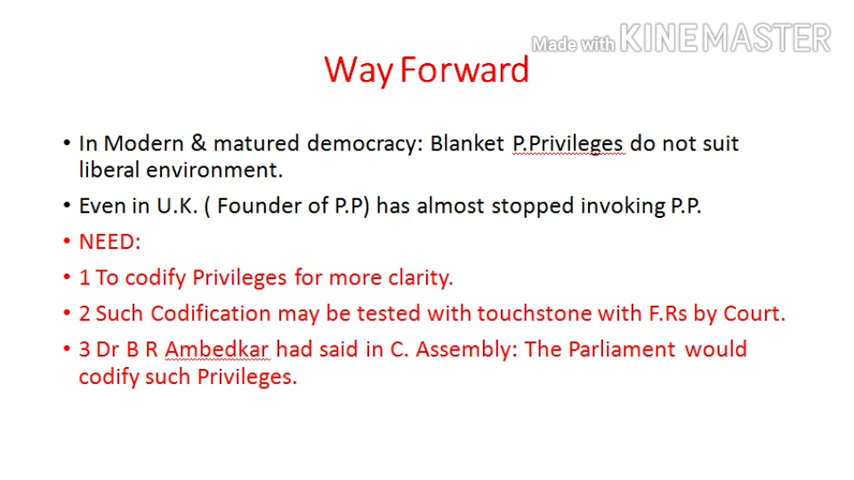 Made with KINEMASTER
Way Forward
• In Modern & matured democracy: Blanket P.Privileges do not suit
liberal environment.
• Even in U.K. ( Founder of P.P) has almost stopped invoking P.P.
• NEED:
• 1 To codify Privileges for more clarity.
• 2 Such Codification may be tested with touchstone with F.Rs by Court.
• 3 Dr B R Ambedkar had said in C. Assembly: The Parliament would
codify such Privileges.